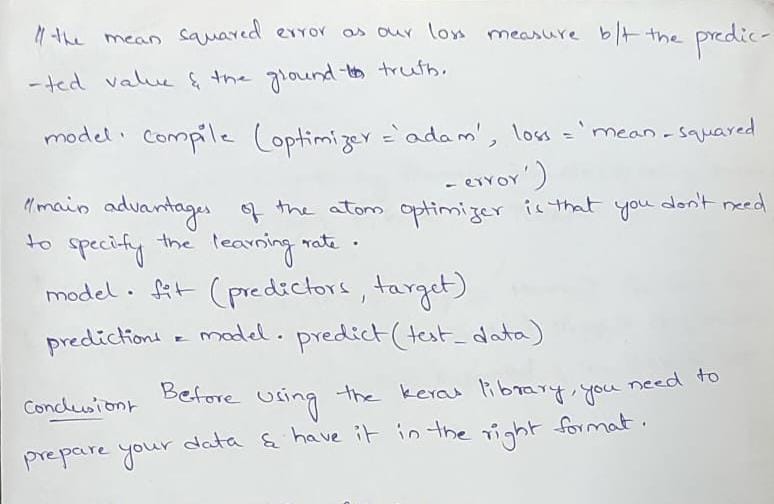 // the mean squared error as our loss measure b/t the predic-
-ted value & the ground truth.
model. compile (optimizer = 'adam', loss = 'mean-squared
- error')
// main advantages of the atom optimizer is that you don't need
to specify the learning rate.
model. fit (predictors, target)
predictions = model. predict (test_data)
Conclusion: Before using the keras library, you need to
prepare your data & have it in the right format.